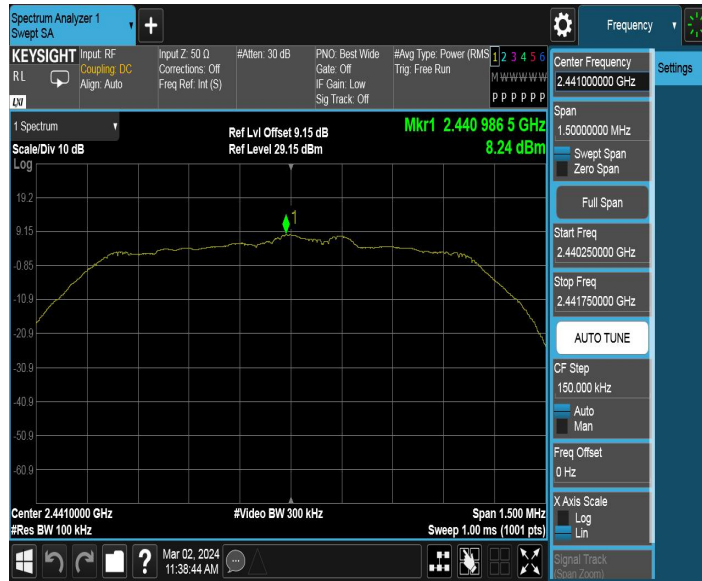 Spectrum Analyzer 1
Swept SA
Frequency
KEYSIGHT
RL
LXI
Input: RF
Coupling: DC
Align: Auto
Input Z: 50 Ω
Corrections: Off
Freq Ref: Int (S)
#Atten: 30 dB
PNO: Best Wide
Gate: Off
IF Gain: Low
Sig Track: Off
#Avg Type: Power (RMS
Trig: Free Run
1 2 3 4 5 6
M W W W W W
P P P P P P
Center Frequency
2.441000000 GHz
Settings
Span
1.50000000 MHz
Swept Span
Zero Span
Full Span
Start Freq
2.440250000 GHz
Stop Freq
2.441750000 GHz
AUTO TUNE
CF Step
150.000 kHz
Auto
Man
Freq Offset
0 Hz
X Axis Scale
Log
Lin
Signal Track
(Span Zoom)
1 Spectrum
Scale/Div 10 dB
Log
Ref Lvl Offset 9.15 dB
Ref Level 29.15 dBm
Mkr1 2.440 986 5 GHz
8.24 dBm
19.2
9.15
-0.85
-10.9
-20.9
-30.9
-40.9
-50.9
-60.9
1
Center 2.4410000 GHz
#Res BW 100 kHz
#Video BW 300 kHz
Span 1.500 MHz
Sweep 1.00 ms (1001 pts)
?
Mar 02, 2024
11:38:44 AM